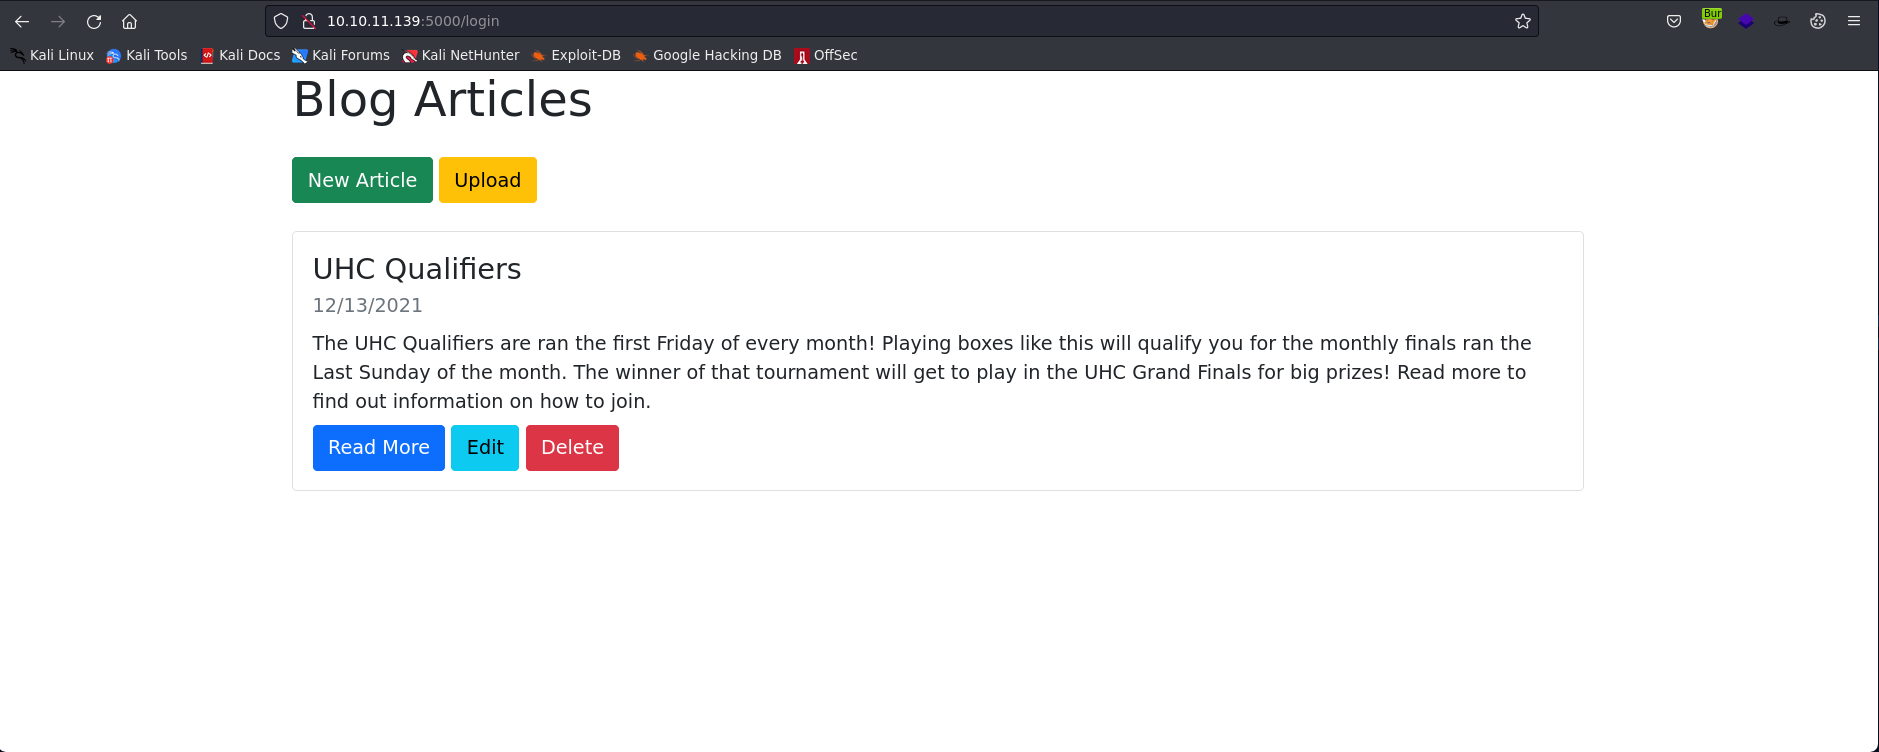 10.10.11.139:5000/login
Bur
Kali Linux Kali Tools Kali Docs Kali Forums Kali NetHunter Exploit-DB Google Hacking DB OffSec
Blog Articles
New Article Upload
UHC Qualifiers
12/13/2021
The UHC Qualifiers are ran the first Friday of every month! Playing boxes like this will qualify you for the monthly finals ran the
Last Sunday of the month. The winner of that tournament will get to play in the UHC Grand Finals for big prizes! Read more to
find out information on how to join.
Read More Edit Delete